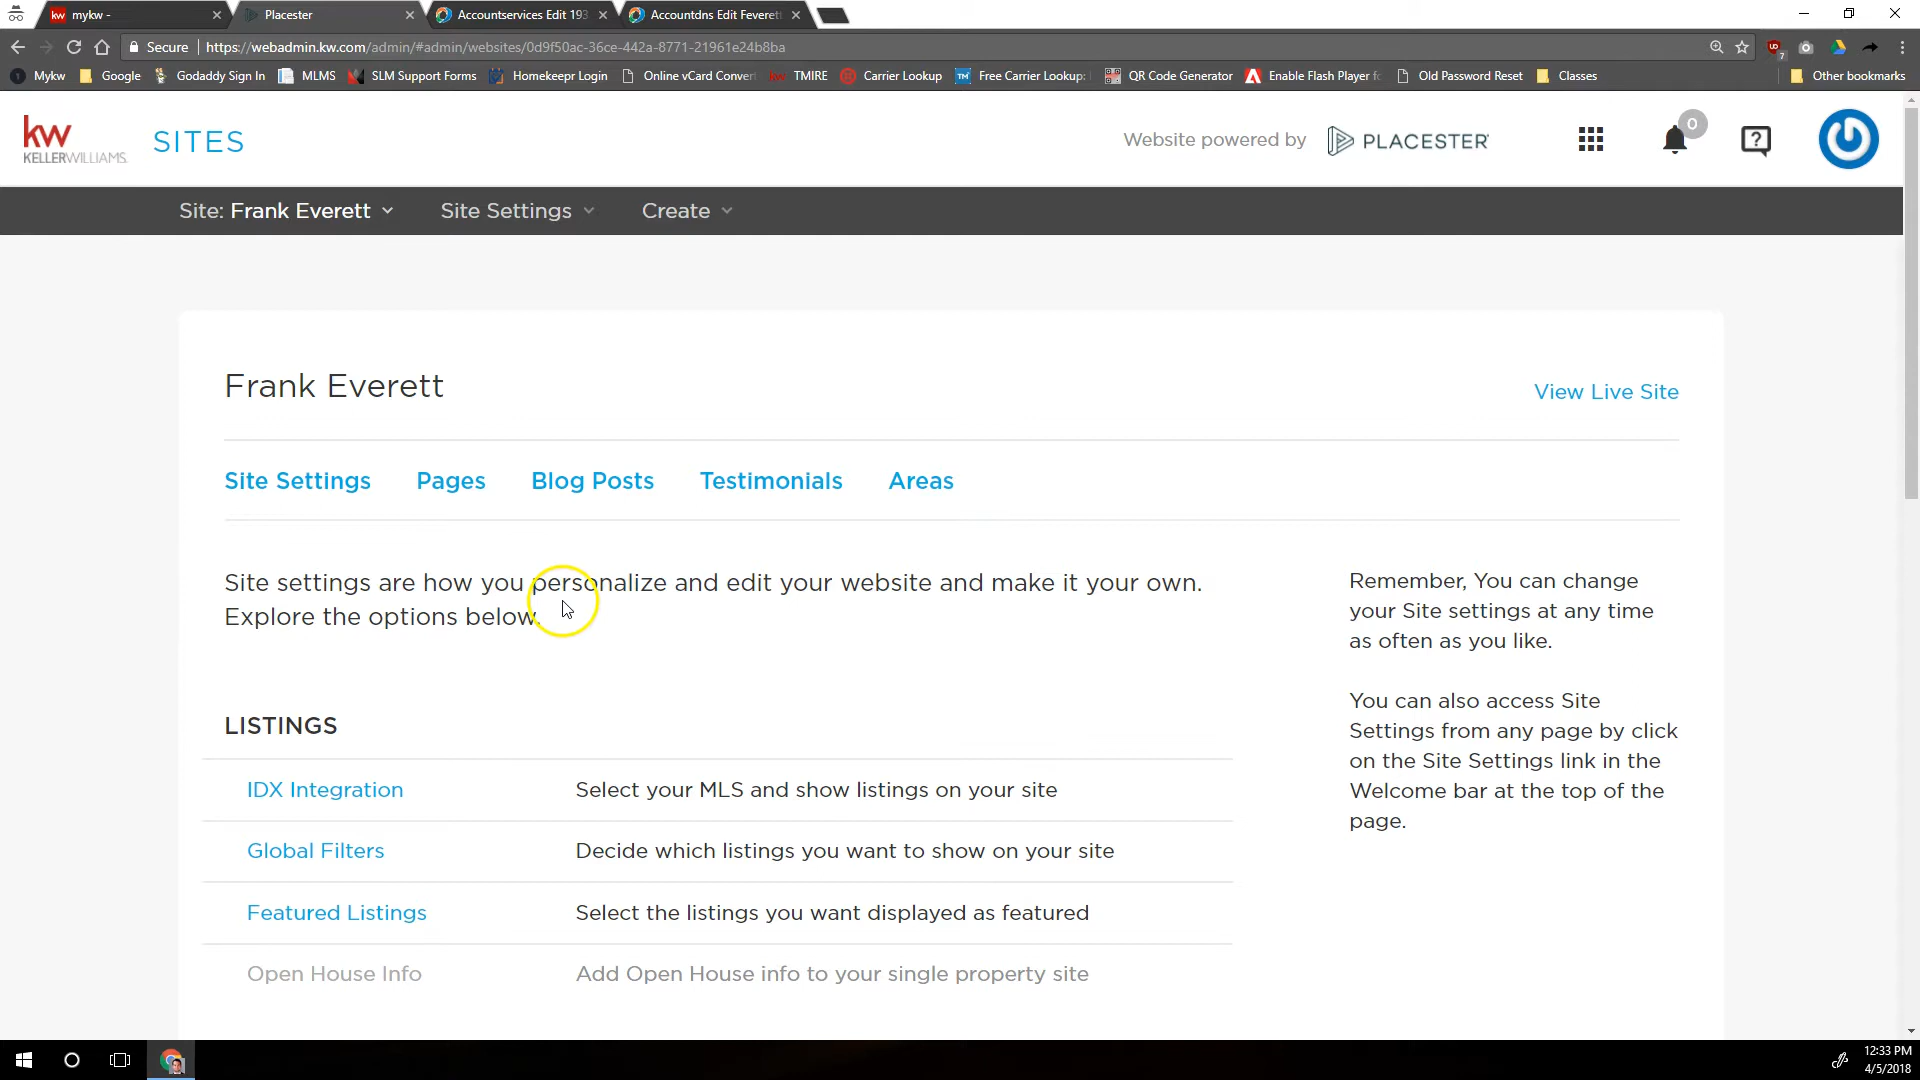 mykw -
Placester
Accountservices Edit 193
Accountdns Edit Feverett
Secure
https://webadmin.kw.com/admin/#admin/websites/0d9f50ac-36ce-442a-8771-21961e24b8ba
7
Mykw
Google
Godaddy Sign In
MLMS
SLM Support Forms
Homekeepr Login
Online vCard Convert
kw
TMIRE
Carrier Lookup
TM
Free Carrier Lookup:
QR Code Generator
Enable Flash Player fo
Old Password Reset
Classes
Other bookmarks
kw
KELLERWILLIAMS.
SITES
Website powered by
PLACESTER
0
?
Site: Frank Everett
Site Settings
Create
Frank Everett
View Live Site
Site Settings
Pages
Blog Posts
Testimonials
Areas
Site settings are how you personalize and edit your website and make it your own.
Explore the options below.
Remember, You can change
your Site settings at any time
as often as you like.
You can also access Site
Settings from any page by click
on the Site Settings link in the
Welcome bar at the top of the
page.
LISTINGS
IDX Integration
Select your MLS and show listings on your site
Global Filters
Decide which listings you want to show on your site
Featured Listings
Select the listings you want displayed as featured
Open House Info
Add Open House info to your single property site
12:33 PM
4/5/2018